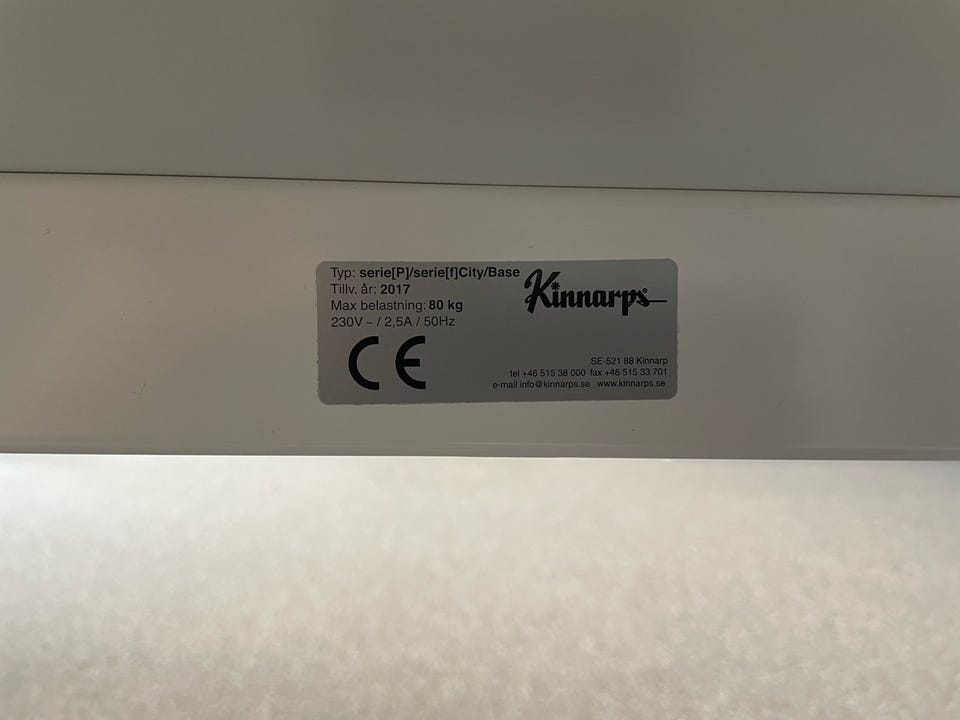 Typ: serie[P]/serie[f]City/Base
Tillv. år: 2017
Max belastning: 80 kg
230V ~ / 2,5A / 50Hz
CE
Kinnarps
SE-521 88 Kinnarp
tel +46 515 38 000 fax +46 515 33 701
e-mail info@kinnarps.se www.kinnarps.se